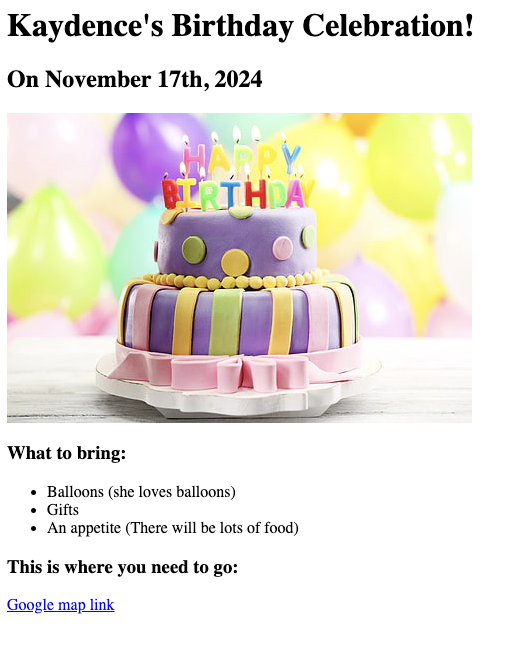 Kaydence's Birthday Celebration!
On November 17th, 2024
HAPPY
BIRTHDAY
What to bring:
Balloons (she loves balloons)
Gifts
An appetite (There will be lots of food)
This is where you need to go:
Google map link